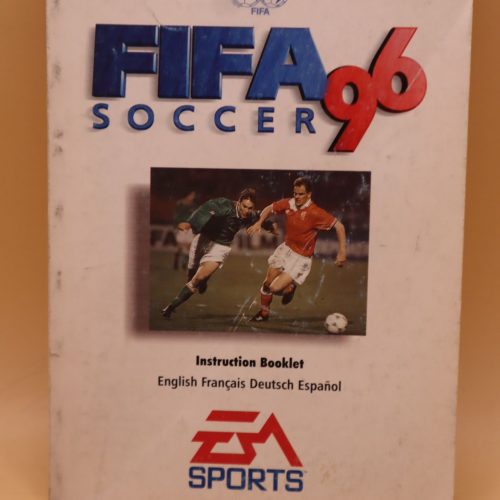 FIFA
FIFA 96
SOCCER
Instruction Booklet
English Français Deutsch Español
EA
SPORTS